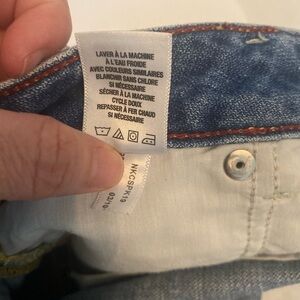 LAVER À LA MACHINE
À L'EAU FROIDE
AVEC COULEURS SIMILAIRES
BLANCHIR SANS CHLORE
SI NÉCESSAIRE
SÉCHER À LA MACHINE
CYCLE DOUX
REPASSER À FER CHAUD
SI NÉCESSAIRE
NKCSPK19